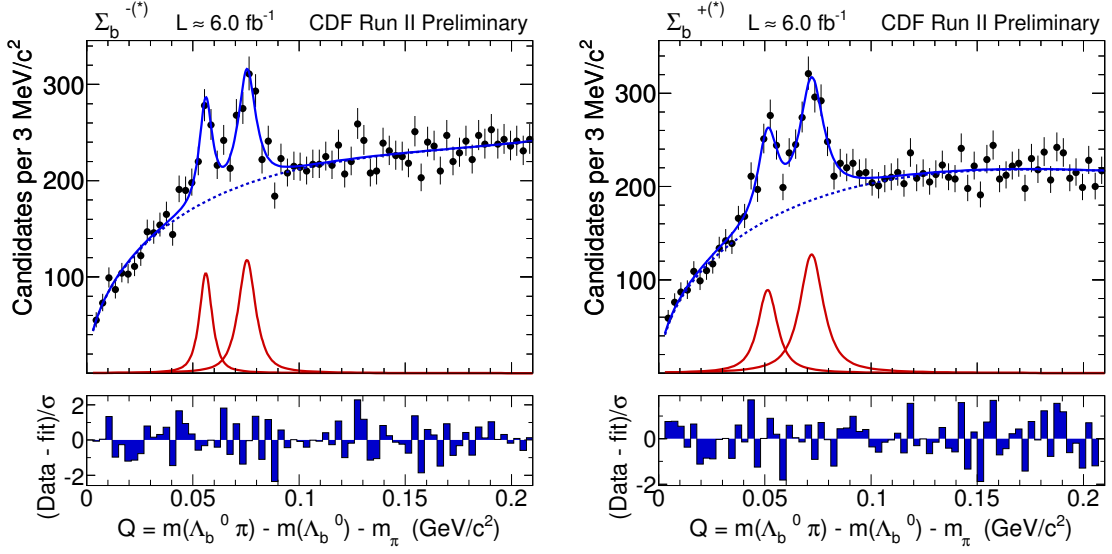 Σb-(*) L ≈ 6.0 fb-1 CDF Run II Preliminary
Candidates per 3 MeV/c2
300
200
100
(Data - fit)/σ
2
0
-2
0 0.05 0.1 0.15 0.2
Q = m(Λb0 π) - m(Λb0) - mπ (GeV/c2)
Σb+(*) L ≈ 6.0 fb-1 CDF Run II Preliminary
Candidates per 3 MeV/c2
300
200
100
(Data - fit)/σ
2
0
-2
0 0.05 0.1 0.15 0.2
Q = m(Λb0 π) - m(Λb0) - mπ (GeV/c2)